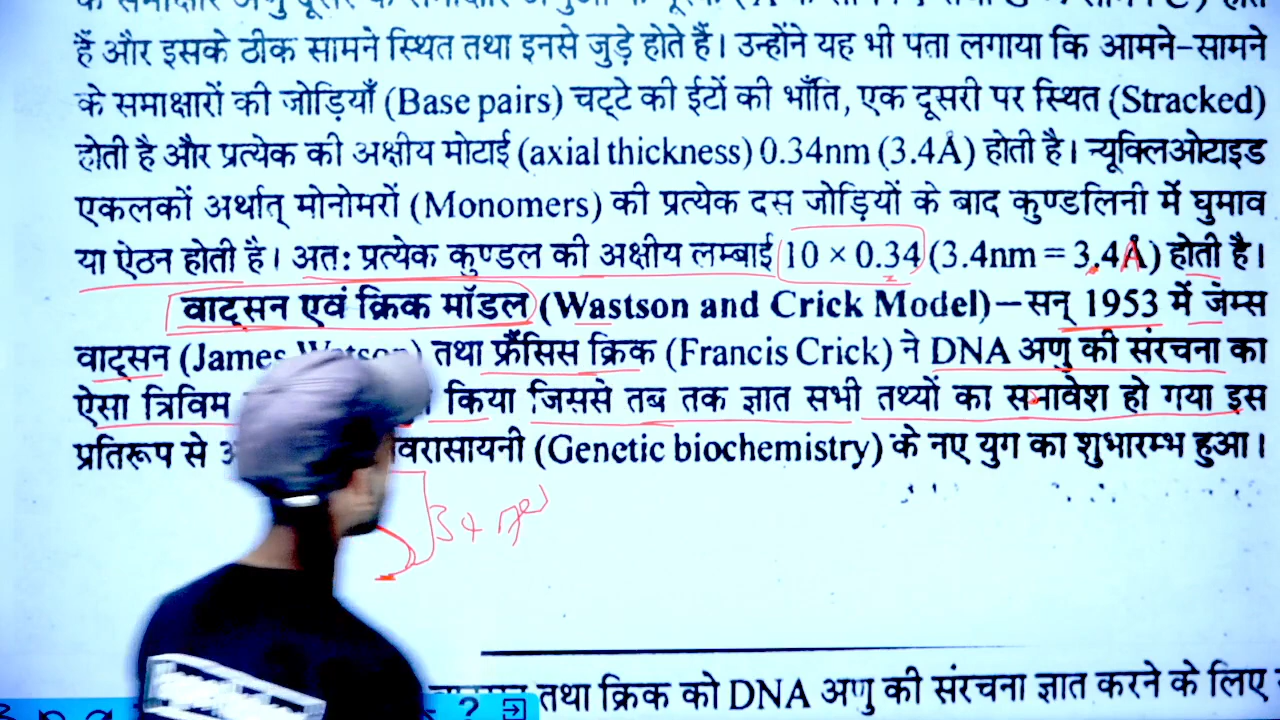 हैं और इसके ठीक सामने स्थित तथा इनसे जुड़े होते हैं। उन्होंने यह भी पता लगाया कि आमने-सामने
के समाक्षारों की जोड़ियाँ (Base pairs) चट्टे की ईटों की भाँति, एक दूसरी पर स्थित (Stracked)
होती है और प्रत्येक की अक्षीय मोटाई (axial thickness) 0.34nm (3.4Å) होती है। न्यूक्लिओटाइड
एकलकों अर्थात् मोनोमरों (Monomers) की प्रत्येक दस जोड़ियों के बाद कुण्डलिनी में घुमाव
या ऐठन होती है। अतः प्रत्येक कुण्डल की अक्षीय लम्बाई 10 × 0.34 (3.4nm = 3.4Å) होती है।
वाट्सन एवं क्रिक मॉडल (Wastson and Crick Model)–सन् 1953 में जेम्स
वाट्सन (James Watson) तथा फ्रैंसिस क्रिक (Francis Crick) ने DNA अणु की संरचना का
ऐसा त्रिविम किया जिससे तब तक ज्ञात सभी तथ्यों का समावेश हो गया इस
प्रतिरूप से वरासायनी (Genetic biochemistry) के नए युग का शुभारम्भ हुआ।
34
तथा क्रिक को DNA अणु की संरचना ज्ञात करने के लिए
?